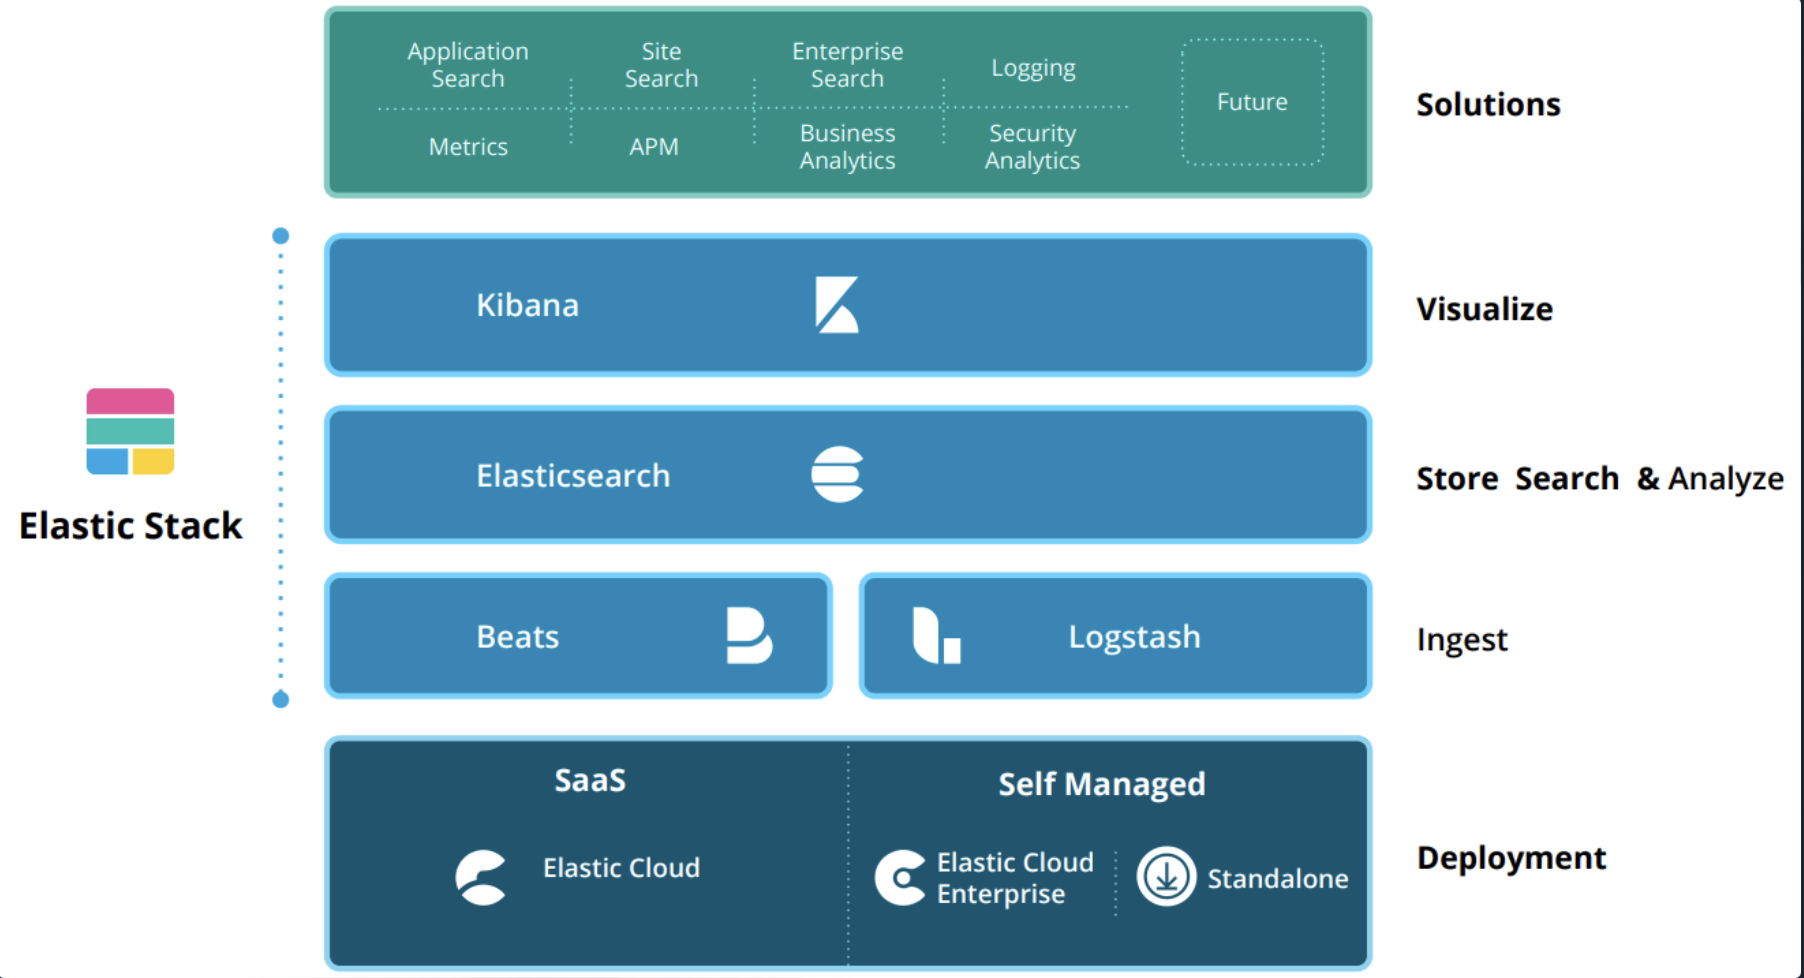 Application
Search
Site
Search
Enterprise
Search
Logging
Future
Metrics
APM
Business
Analytics
Security
Analytics
Solutions
Kibana
Visualize
Elasticsearch
Store Search & Analyze
Elastic Stack
Beats
Logstash
Ingest
SaaS
Elastic Cloud
Self Managed
Elastic Cloud
Enterprise
Standalone
Deployment